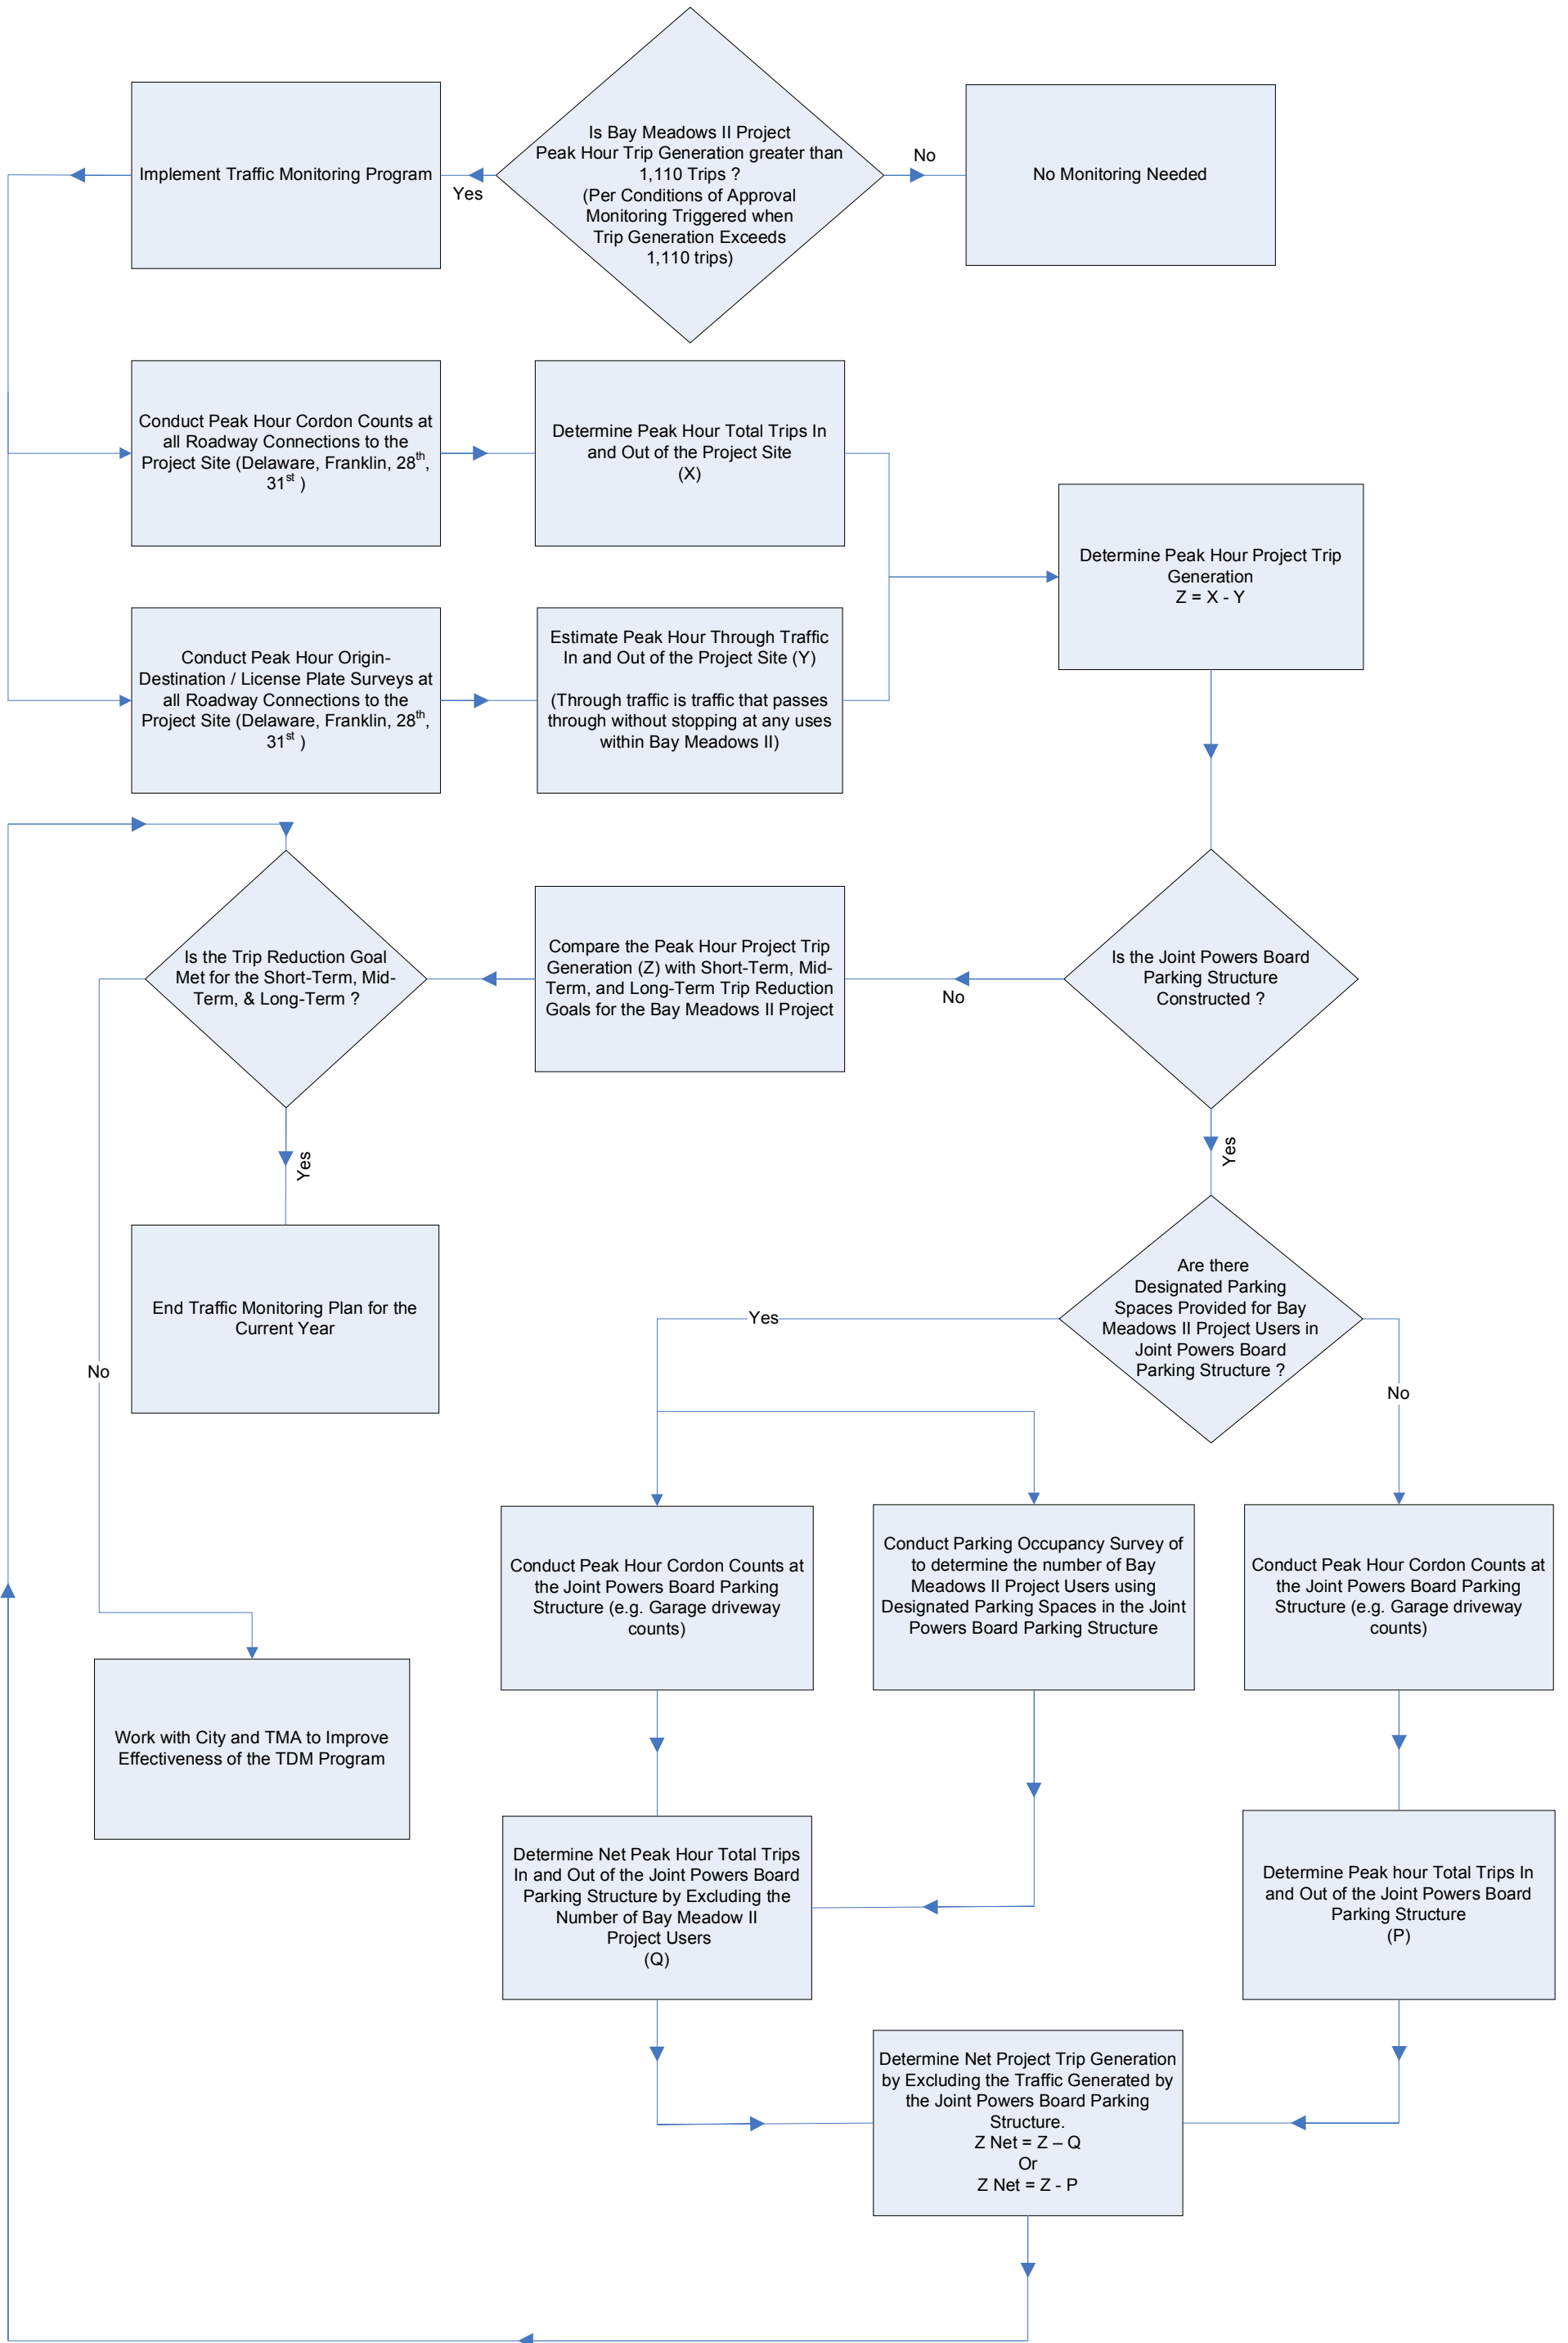 Is Bay Meadows II Project
Peak Hour Trip Generation greater than
1,110 Trips ?
(Per Conditions of Approval
Monitoring Triggered when
Trip Generation Exceeds
1,110 trips)
Yes
No
Implement Traffic Monitoring Program
No Monitoring Needed
Conduct Peak Hour Cordon Counts at
all Roadway Connections to the
Project Site (Delaware, Franklin, 28th,
31st )
Determine Peak Hour Total Trips In
and Out of the Project Site
(X)
Conduct Peak Hour Origin-
Destination / License Plate Surveys at
all Roadway Connections to the
Project Site (Delaware, Franklin, 28th,
31st )
Estimate Peak Hour Through Traffic
In and Out of the Project Site (Y)
(Through traffic is traffic that passes
through without stopping at any uses
within Bay Meadows II)
Determine Peak Hour Project Trip
Generation
Z = X - Y
Is the Joint Powers Board
Parking Structure
Constructed ?
No
Yes
Compare the Peak Hour Project Trip
Generation (Z) with Short-Term, Mid-
Term, and Long-Term Trip Reduction
Goals for the Bay Meadows II Project
Is the Trip Reduction Goal
Met for the Short-Term, Mid-
Term, & Long-Term ?
Yes
No
End Traffic Monitoring Plan for the
Current Year
Work with City and TMA to Improve
Effectiveness of the TDM Program
Are there
Designated Parking
Spaces Provided for Bay
Meadows II Project Users in
Joint Powers Board
Parking Structure ?
Yes
No
Conduct Peak Hour Cordon Counts at
the Joint Powers Board Parking
Structure (e.g. Garage driveway
counts)
Conduct Parking Occupancy Survey of
to determine the number of Bay
Meadows II Project Users using
Designated Parking Spaces in the Joint
Powers Board Parking Structure
Conduct Peak Hour Cordon Counts at
the Joint Powers Board Parking
Structure (e.g. Garage driveway
counts)
Determine Net Peak Hour Total Trips
In and Out of the Joint Powers Board
Parking Structure by Excluding the
Number of Bay Meadow II
Project Users
(Q)
Determine Peak hour Total Trips In
and Out of the Joint Powers Board
Parking Structure
(P)
Determine Net Project Trip Generation
by Excluding the Traffic Generated by
the Joint Powers Board Parking
Structure.
Z Net = Z – Q
Or
Z Net = Z - P